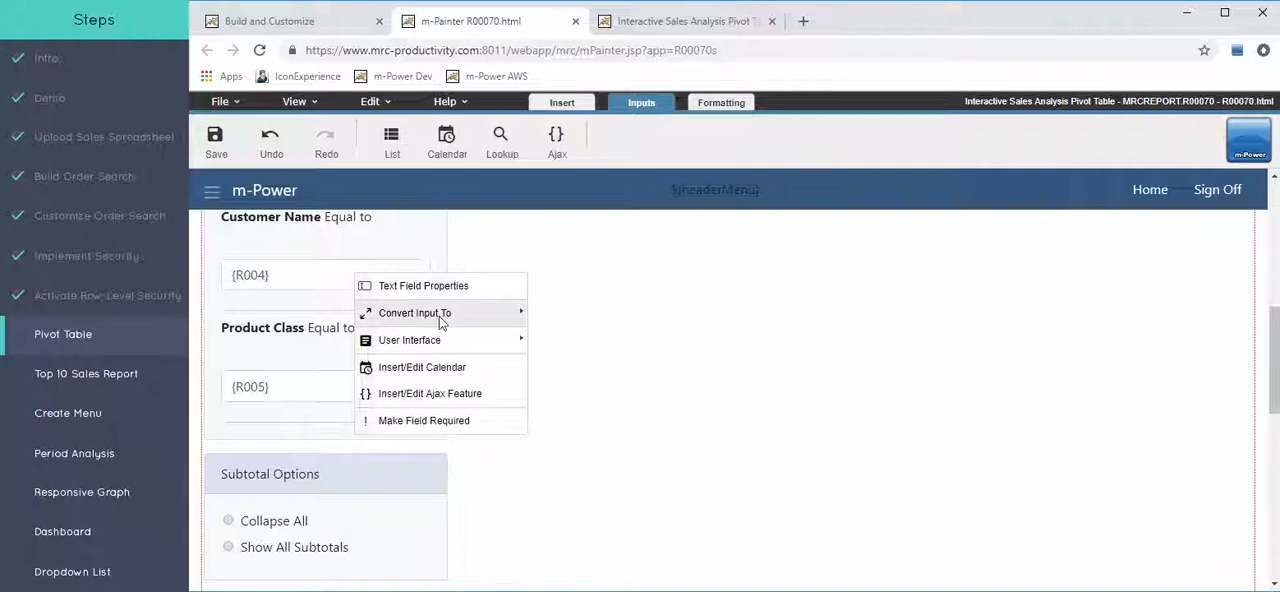 Steps
Intro
Demo
Upload Sales Spreadsheet
Build Order Search
Customize Order Search
Implement Security
Activate Row-Level Security
Pivot Table
Top 10 Sales Report
Create Menu
Period Analysis
Responsive Graph
Dashboard
Dropdown List
Build and Customize
m-Painter R00070.html
Interactive Sales Analysis Pivot T
https://www.mrc-productivity.com:8011/webapp/mrc/mPainter.jsp?app=R00070s
Apps IconExperience m-Power Dev m-Power AWS
File View Edit Help Insert Inputs Formatting Interactive Sales Analysis Pivot Table - MRCREPORT.R00070 - R00070.html
Save Undo Redo List Calendar Lookup Ajax m-Power
m-Power ${headerMenu} Home Sign Off
Customer Name Equal to
{R004}
Product Class Equal to
{R005}
Text Field Properties
Convert Input To
User Interface
Insert/Edit Calendar
Insert/Edit Ajax Feature
! Make Field Required
Subtotal Options
Collapse All
Show All Subtotals